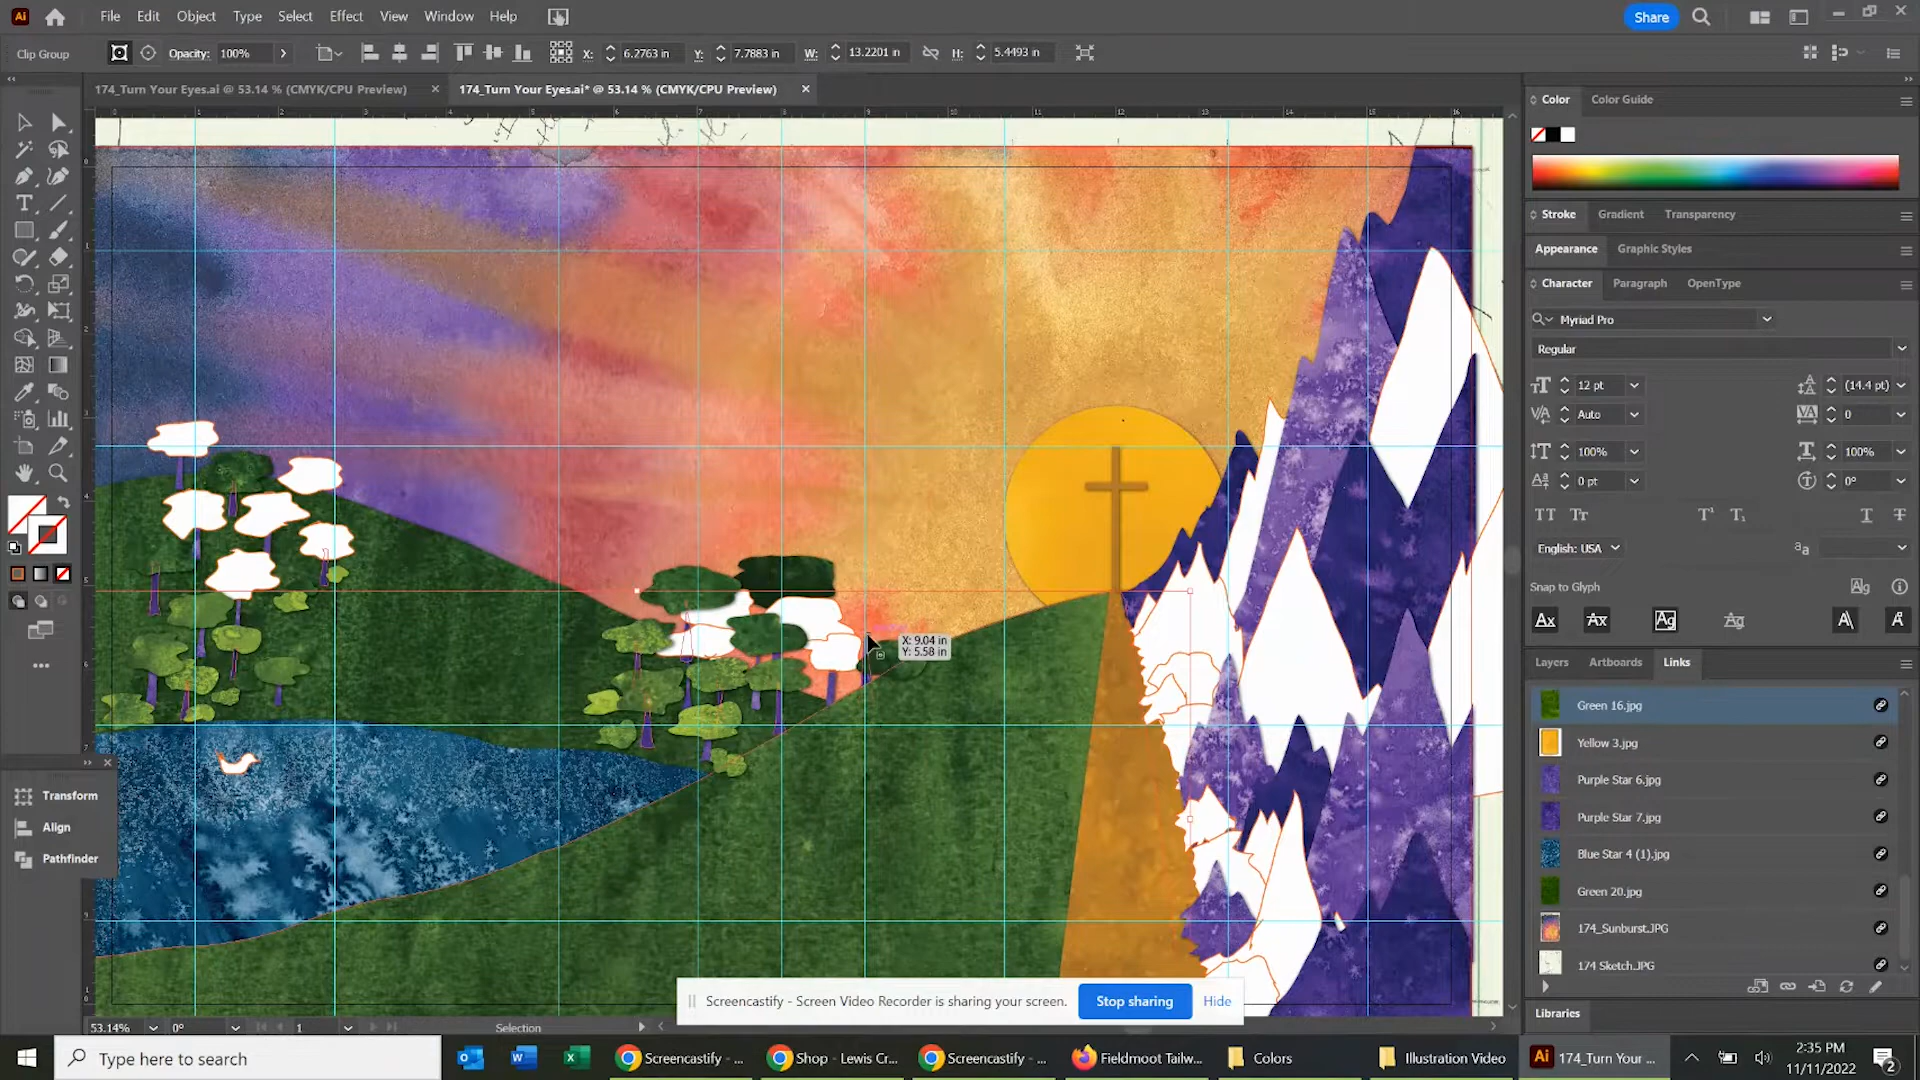 Ai File Edit Object Type Select Effect View Window Help Share
Clip Group Opacity: 100% X: 6.2763 in Y: 7.7883 in W: 13.2201 in H: 5.4493 in
174_Turn Your Eyes.ai @ 53.14 % (CMYK/CPU Preview) 174_Turn Your Eyes.ai* @ 53.14 % (CMYK/CPU Preview)
Color Color Guide
Stroke Gradient Transparency
Appearance Graphic Styles
Character Paragraph OpenType
Myriad Pro
Regular
12 pt (14.4 pt)
Auto 0
100% 100%
0 pt 0°
English: USA
Snap to Glyph
X: 9.04 in
Y: 5.58 in
Layers Artboards Links
Green 16.jpg
Yellow 3.jpg
Purple Star 6.jpg
Purple Star 7.jpg
Blue Star 4 (1).jpg
Green 20.jpg
174_Sunburst.JPG
174 Sketch.JPG
Libraries
Transform
Align
Pathfinder
Screencastify - Screen Video Recorder is sharing your screen. Stop sharing Hide
53.14% 0° 1 Selection
Type here to search Screencastify - ... Shop - Lewis Cr... Screencastify - ... Fieldmoot Tailw... Colors Illustration Video 174_Turn Your ...
2:35 PM
11/11/2022
2